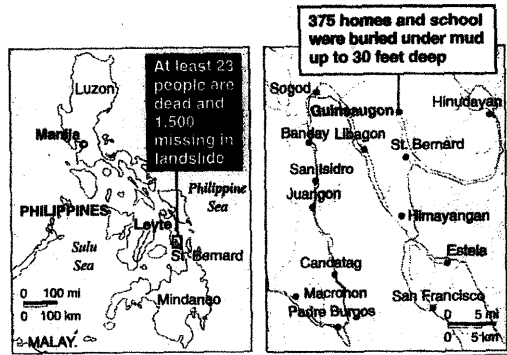 375 homes and school
were buried under mud
up to 30 feet deep
At least 23
people are
dead and
1,500
missing in
landslide
Luzon
Manila
Philippine
Sea
PHILIPPINES
Leyte
Sulu
Sea
St. Bernard
0 100 mi
0 100 km
Mindanao
MALAY.
Sogod
Guinsaugon
Hinundayan
Banday
Libagon
St. Bernard
San Isidro
Juangon
Himayangan
Estela
Candatag
Macrohon
San Francisco
Padre Burgos
0 5 mi
0 5 km